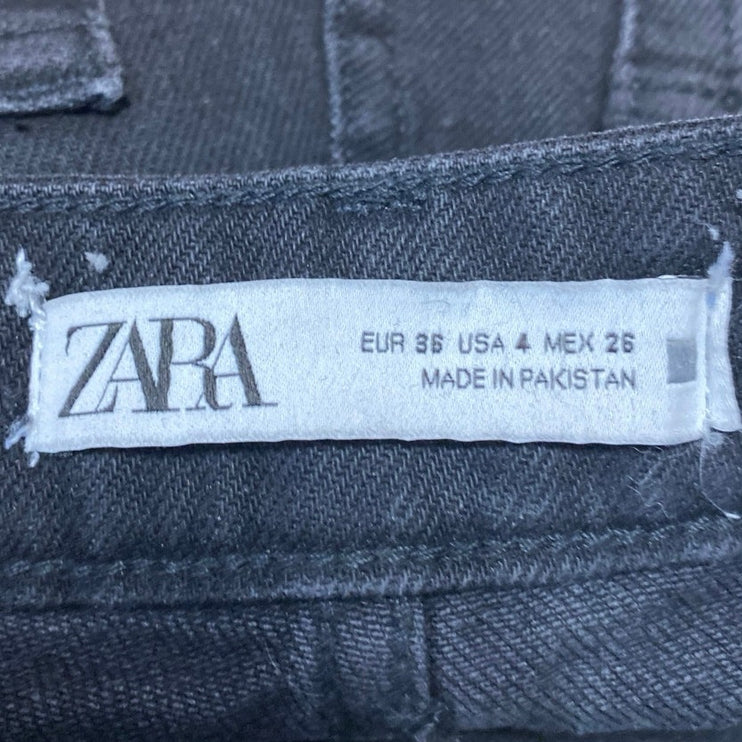 ZARA
EUR 36 USA 4 MEX 26
MADE IN PAKISTAN